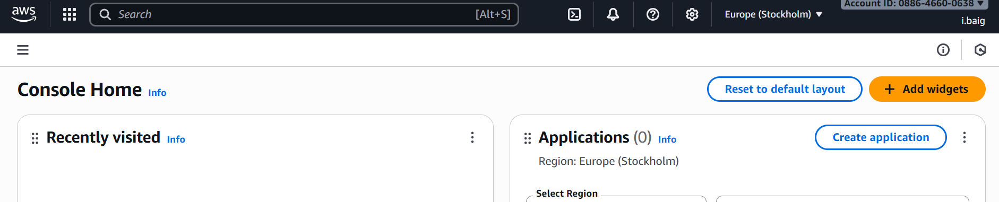 aws
Search [Alt+S]
Europe (Stockholm)
Account ID: 0886-4660-0638
i.baig
Console Home Info
Reset to default layout
Add widgets
Recently visited Info
Applications (0) Info
Create application
Region: Europe (Stockholm)
Select Region